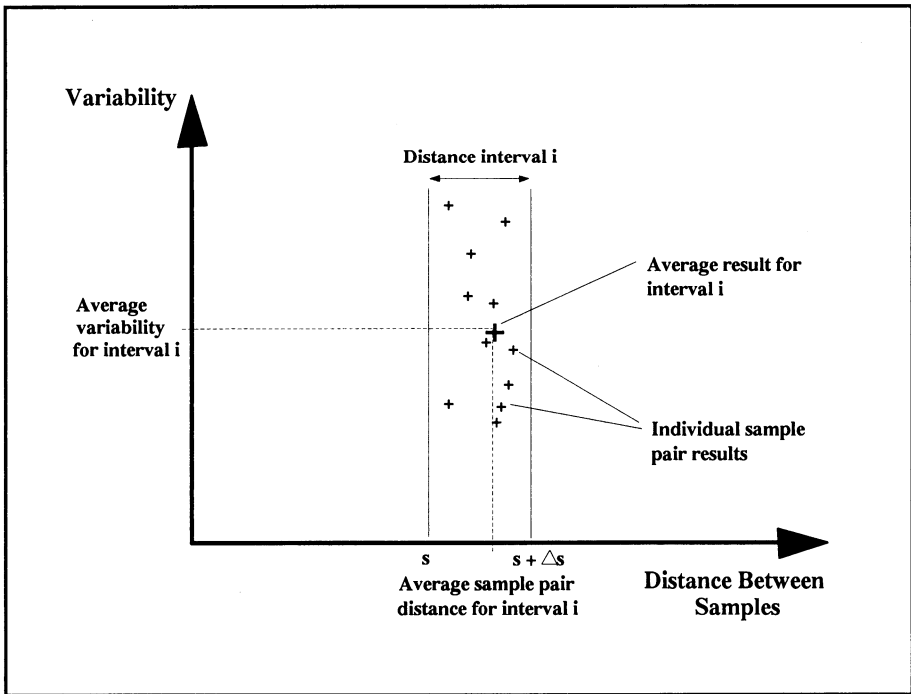 Variability
Distance interval i
Average result for
interval i
Average
variability
for interval i
Individual sample
pair results
s
s + △s
Average sample pair
distance for interval i
Distance Between
Samples